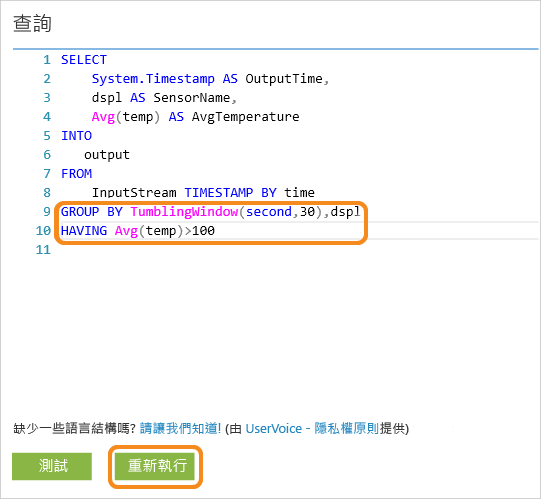 查詢
1 SELECT
2 System.Timestamp AS OutputTime,
3 dspl AS SensorName,
4 Avg(temp) AS AvgTemperature
5 INTO
6 output
7 FROM
8 InputStream TIMESTAMP BY time
9 GROUP BY TumblingWindow(second,30),dspl
10 HAVING Avg(temp)>100
11
缺少一些語言結構嗎? 請讓我們知道! (由 UserVoice - 隱私權原則提供)
測試 重新執行